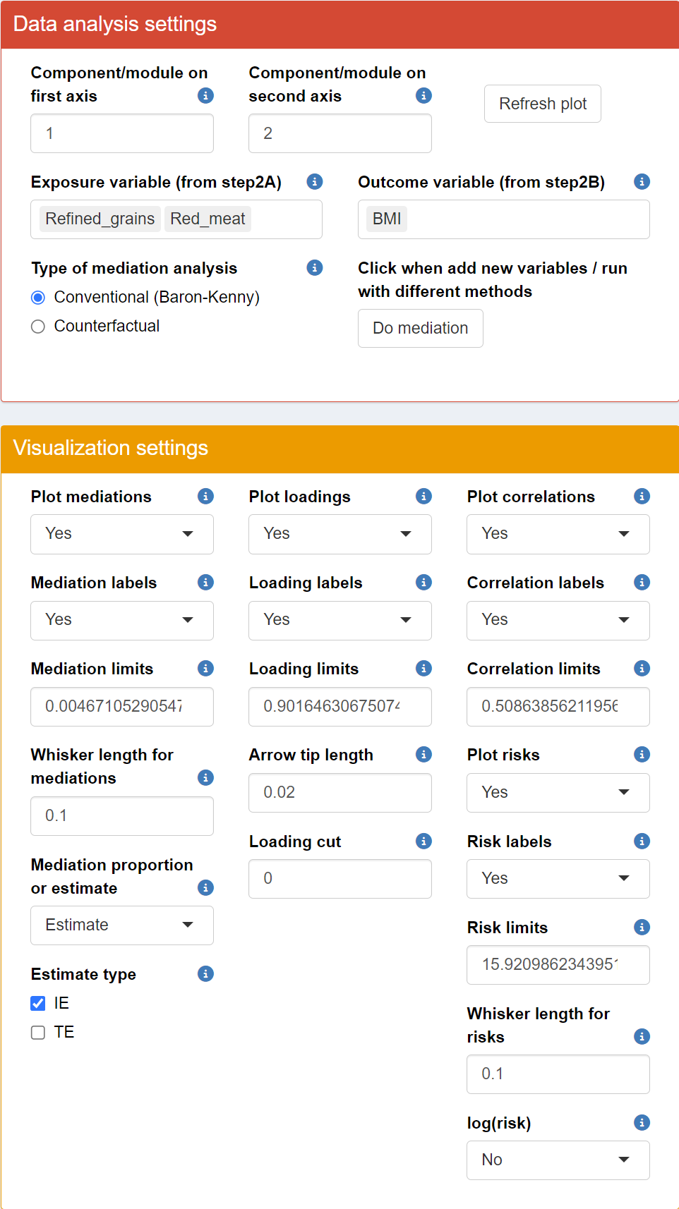 Data analysis settings
Component/module on first axis
Component/module on second axis
Refresh plot
1
2
Exposure variable (from step2A)
Outcome variable (from step2B)
Refined_grains Red_meat
BMI
Type of mediation analysis
Click when add new variables / run with different methods
Conventional (Baron-Kenny)
Counterfactual
Do mediation
Visualization settings
Plot mediations
Plot loadings
Plot correlations
Yes
Yes
Yes
Mediation labels
Loading labels
Correlation labels
Yes
Yes
Yes
Mediation limits
Loading limits
Correlation limits
0.00467105290547
0.90164630675074
0.50863856211956
Whisker length for mediations
Arrow tip length
Plot risks
0.1
0.02
Yes
Mediation proportion or estimate
Loading cut
Risk labels
Estimate
0
Yes
Estimate type
Risk limits
IE
15.9209862343951
TE
Whisker length for risks
0.1
log(risk)
No